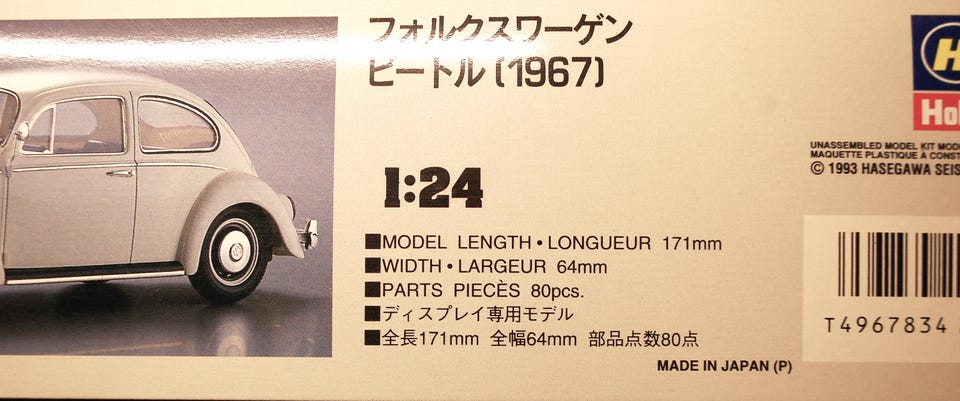 フォルクスワーゲン
ビートル(1967)
1:24
■MODEL LENGTH・LONGUEUR 171mm
■WIDTH・LARGEUR 64mm
■PARTS PIECÈS 80pcs.
■ディスプレイ専用モデル
■全長171mm 全幅64mm 部品点数80点
MADE IN JAPAN (P)
H
Ho
UNASSEMBLED MODEL KIT
MAQUETTE PLASTIQUE À
© 1993 HASEGAWA
T4967834